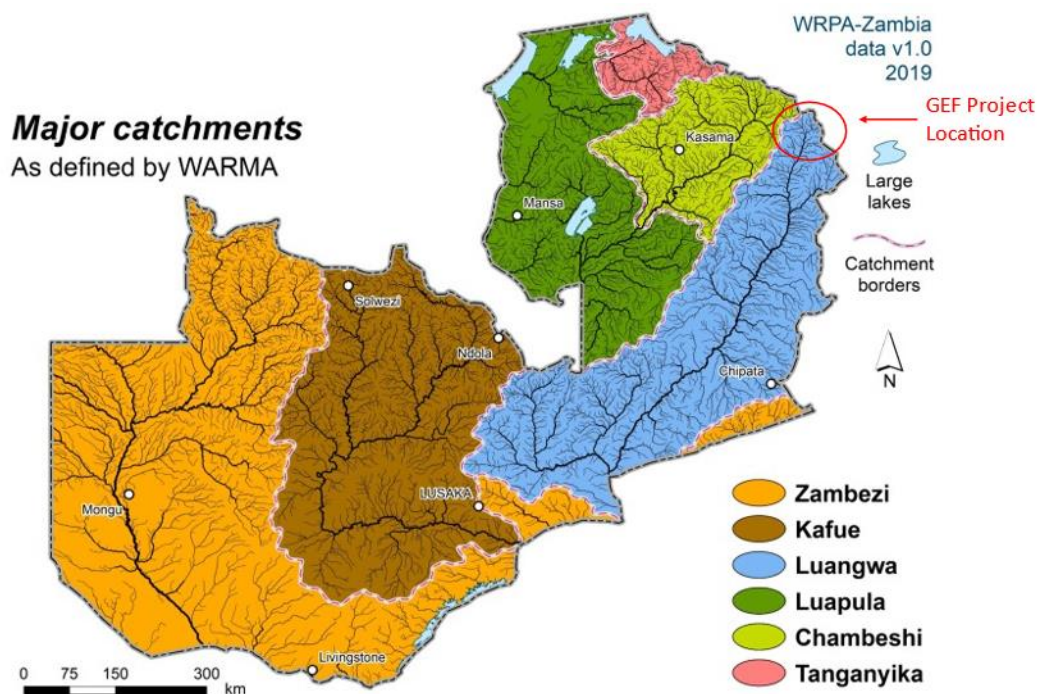 WRPA-Zambia
data v1.0
2019
GEF Project
Location
Major catchments
As defined by WARMA
Large
lakes
Catchment
borders
N
Kasama
Mansa
Solwezi
Ndola
Chipata
LUSAKA
Mongu
Livingstone
Zambezi
Kafue
Luangwa
Luapula
Chambeshi
Tanganyika
0 75 150 300
km